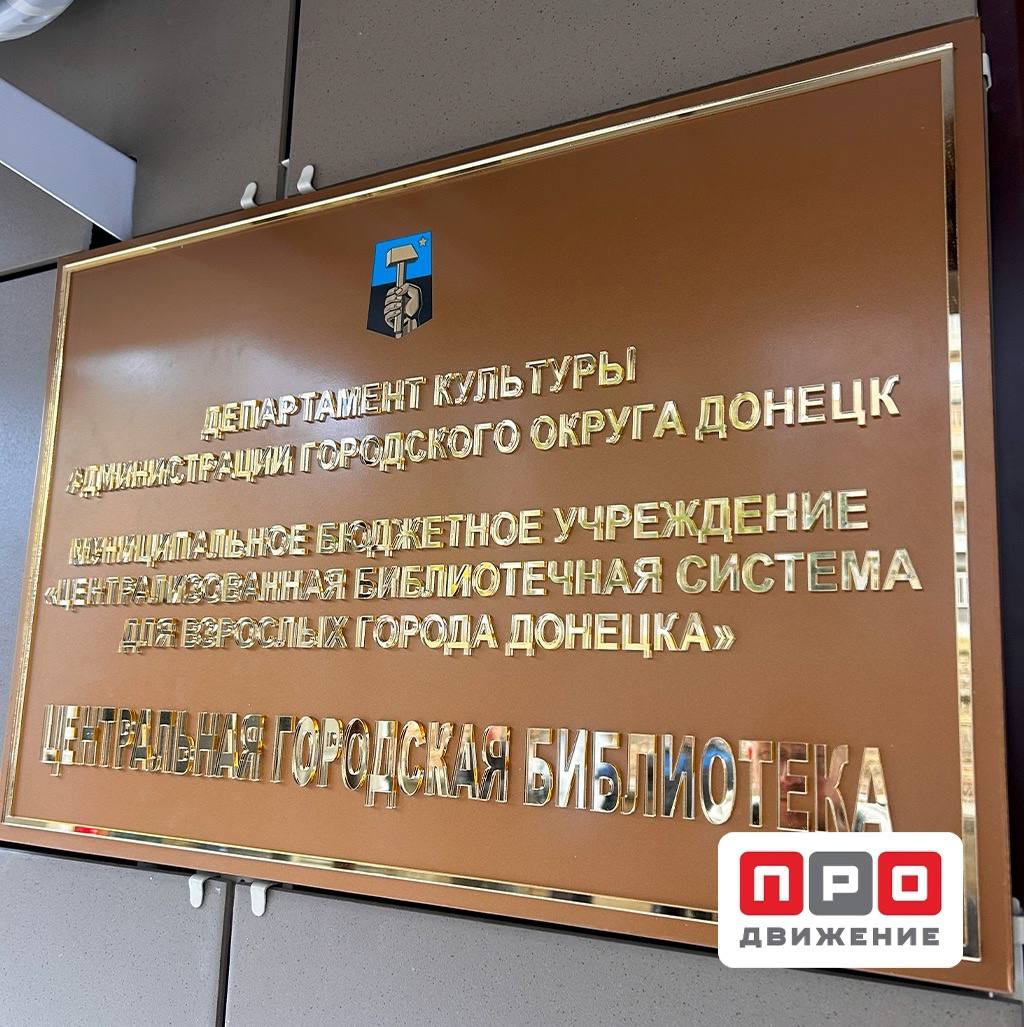 ДЕПАРТАМЕНТ КУЛЬТУРЫ
АДМИНИСТРАЦИИ ГОРОДСКОГО ОКРУГА ДОНЕЦК
МУНИЦИПАЛЬНОЕ БЮДЖЕТНОЕ УЧРЕЖДЕНИЕ
«ЦЕНТРАЛИЗОВАННАЯ БИБЛИОТЕЧНАЯ СИСТЕМА
ДЛЯ ВЗРОСЛЫХ ГОРОДА ДОНЕЦКА»
ЦЕНТРАЛЬНАЯ ГОРОДСКАЯ БИБЛИОТЕКА
ПРО
ДВИЖЕНИЕ